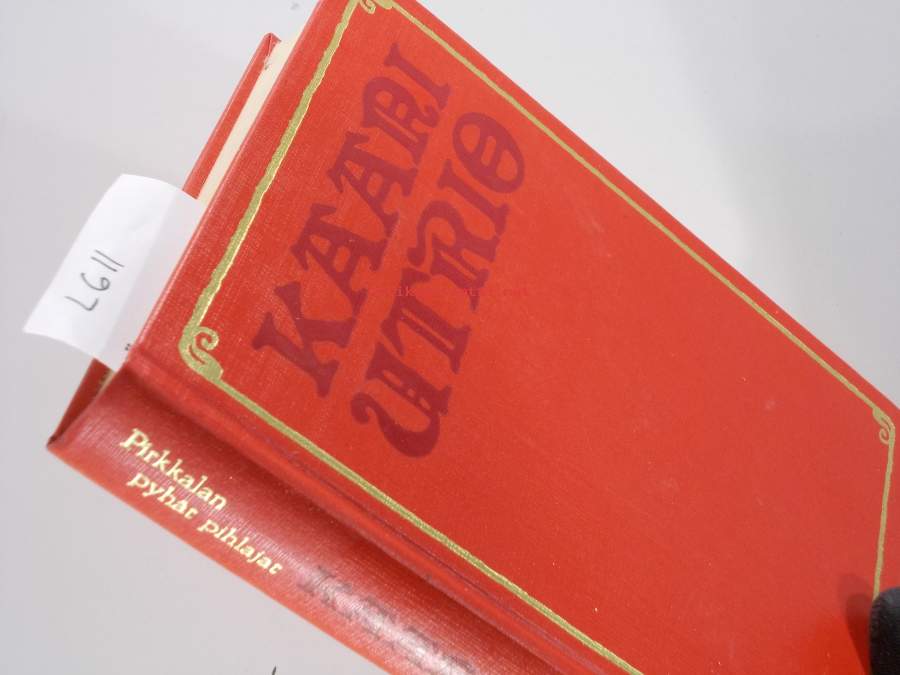 KAARI
UTRIO
L611
Pirkkalan
pyhät pihlajat